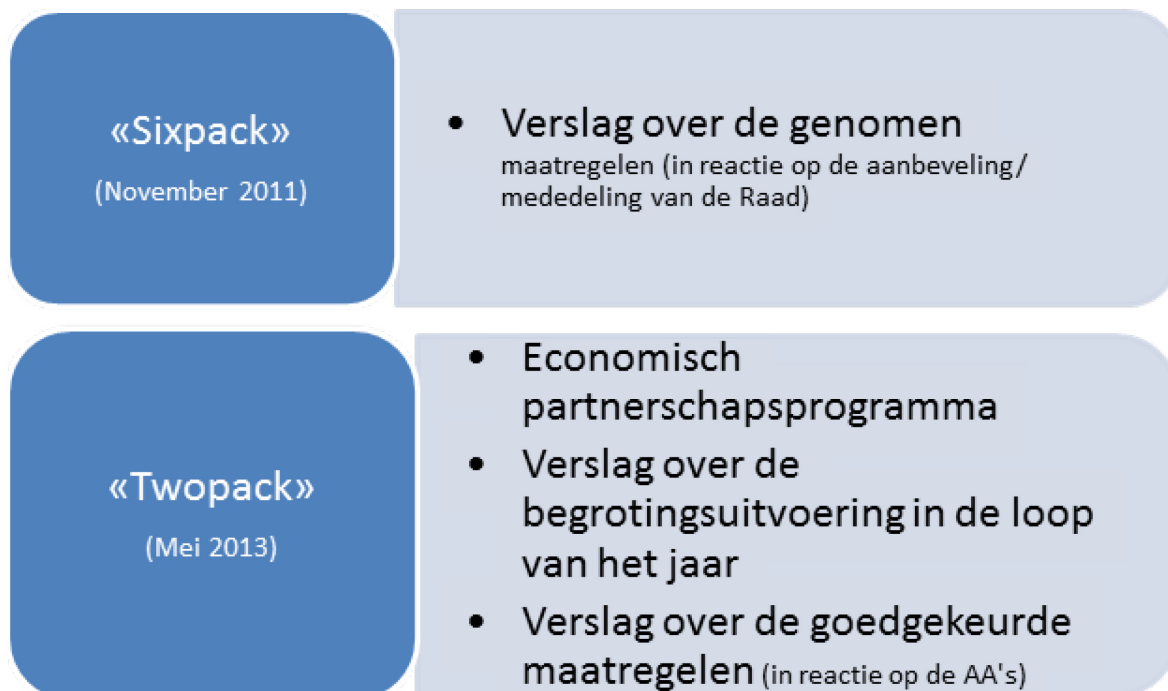 «Sixpack»
(November 2011)
• Verslag over de genomen
maatregelen (in reactie op de aanbeveling/
mededeling van de Raad)
«Twopack»
(Mei 2013)
• Economisch
partnerschapsprogramma
• Verslag over de
begrotingsuitvoering in de loop
van het jaar
• Verslag over de goedgekeurde
maatregelen (in reactie op de AA's)